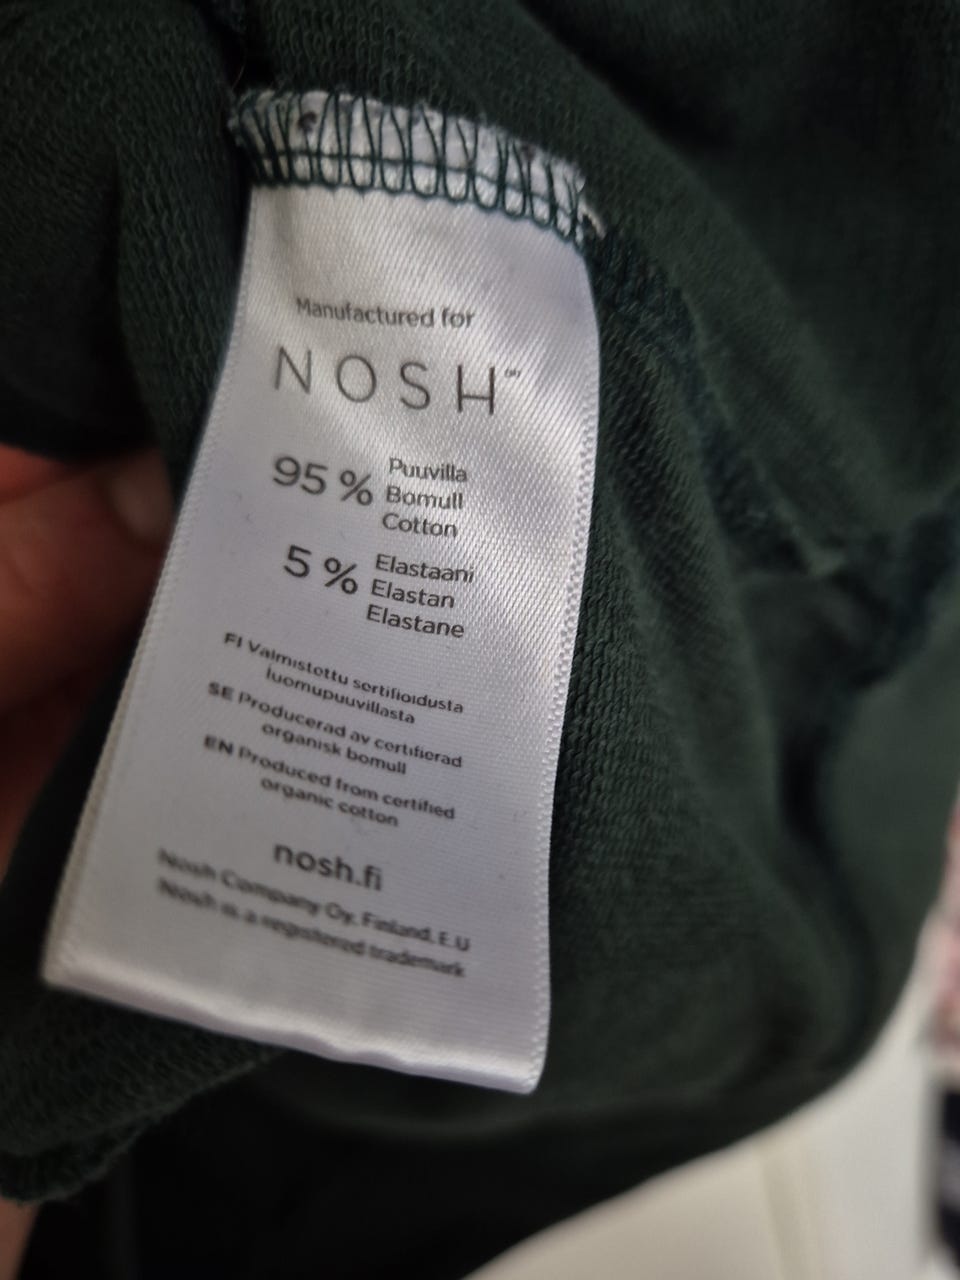 Manufactured for
NOSH™
95 % Puuvilla
Bomull
Cotton
5 % Elastaani
Elastan
Elastane
FI Valmistettu sertifioidusta
luomupuuvillasta
SE Producerad av certifierad
organisk bomull
EN Produced from certified
organic cotton
nosh.fi
Nosh Company Oy, Finland, E.U
Nosh is a registered trademark